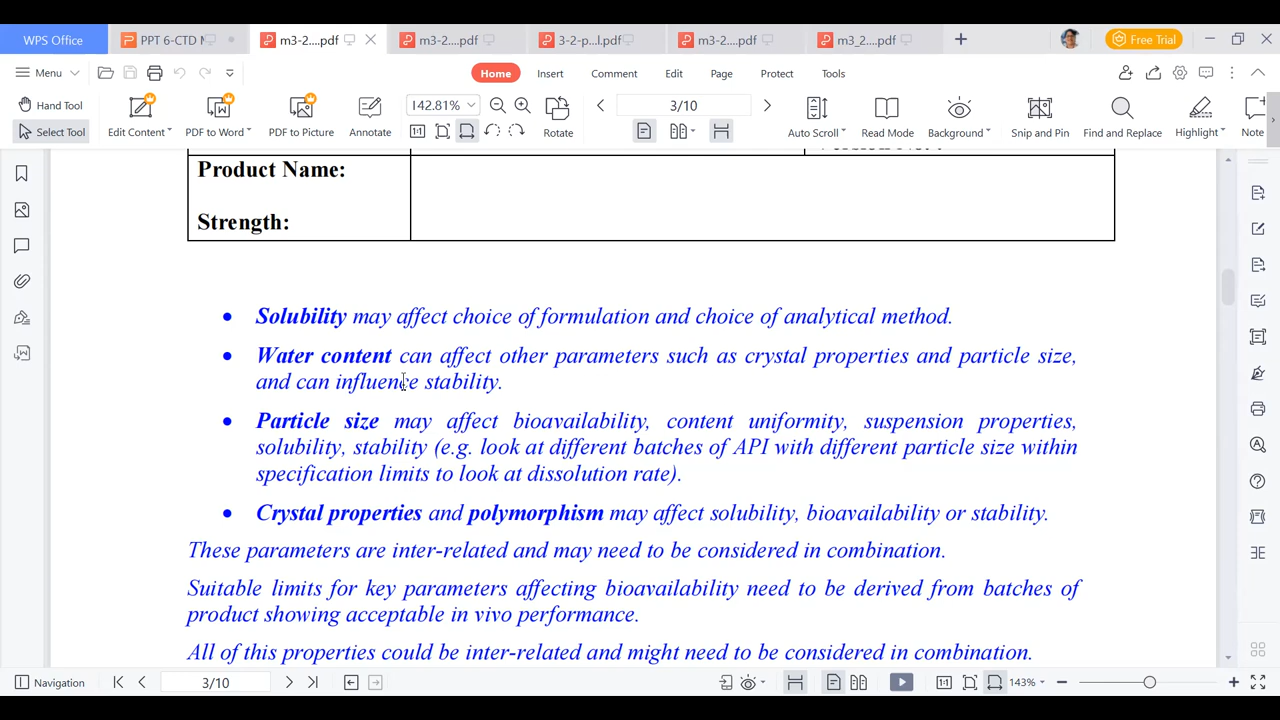 WPS Office
PPT 6-CTD M
m3-2....pdf
m3-2....pdf
3-2-p...l.pdf
m3-2....pdf
m3_2....pdf
Free Trial
Menu
Home
Insert
Comment
Edit
Page
Protect
Tools
Hand Tool
Select Tool
Edit Content
PDF to Word
PDF to Picture
Annotate
142.81%
Rotate
3/10
Auto Scroll
Read Mode
Background
Snip and Pin
Find and Replace
Highlight
Note
Product Name:
Strength:
• Solubility may affect choice of formulation and choice of analytical method.
• Water content can affect other parameters such as crystal properties and particle size,
and can influence stability.
• Particle size may affect bioavailability, content uniformity, suspension properties,
solubility, stability (e.g. look at different batches of API with different particle size within
specification limits to look at dissolution rate).
• Crystal properties and polymorphism may affect solubility, bioavailability or stability.
These parameters are inter-related and may need to be considered in combination.
Suitable limits for key parameters affecting bioavailability need to be derived from batches of
product showing acceptable in vivo performance.
All of this properties could be inter-related and might need to be considered in combination.
Navigation
3/10
143%